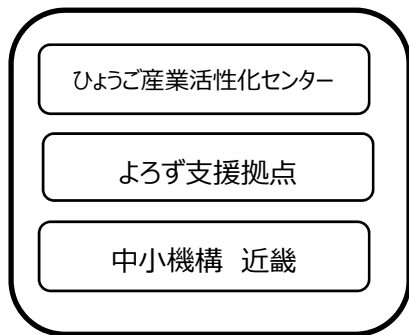 ひょうご産業活性化センター
よろず支援拠点
中小機構　近畿